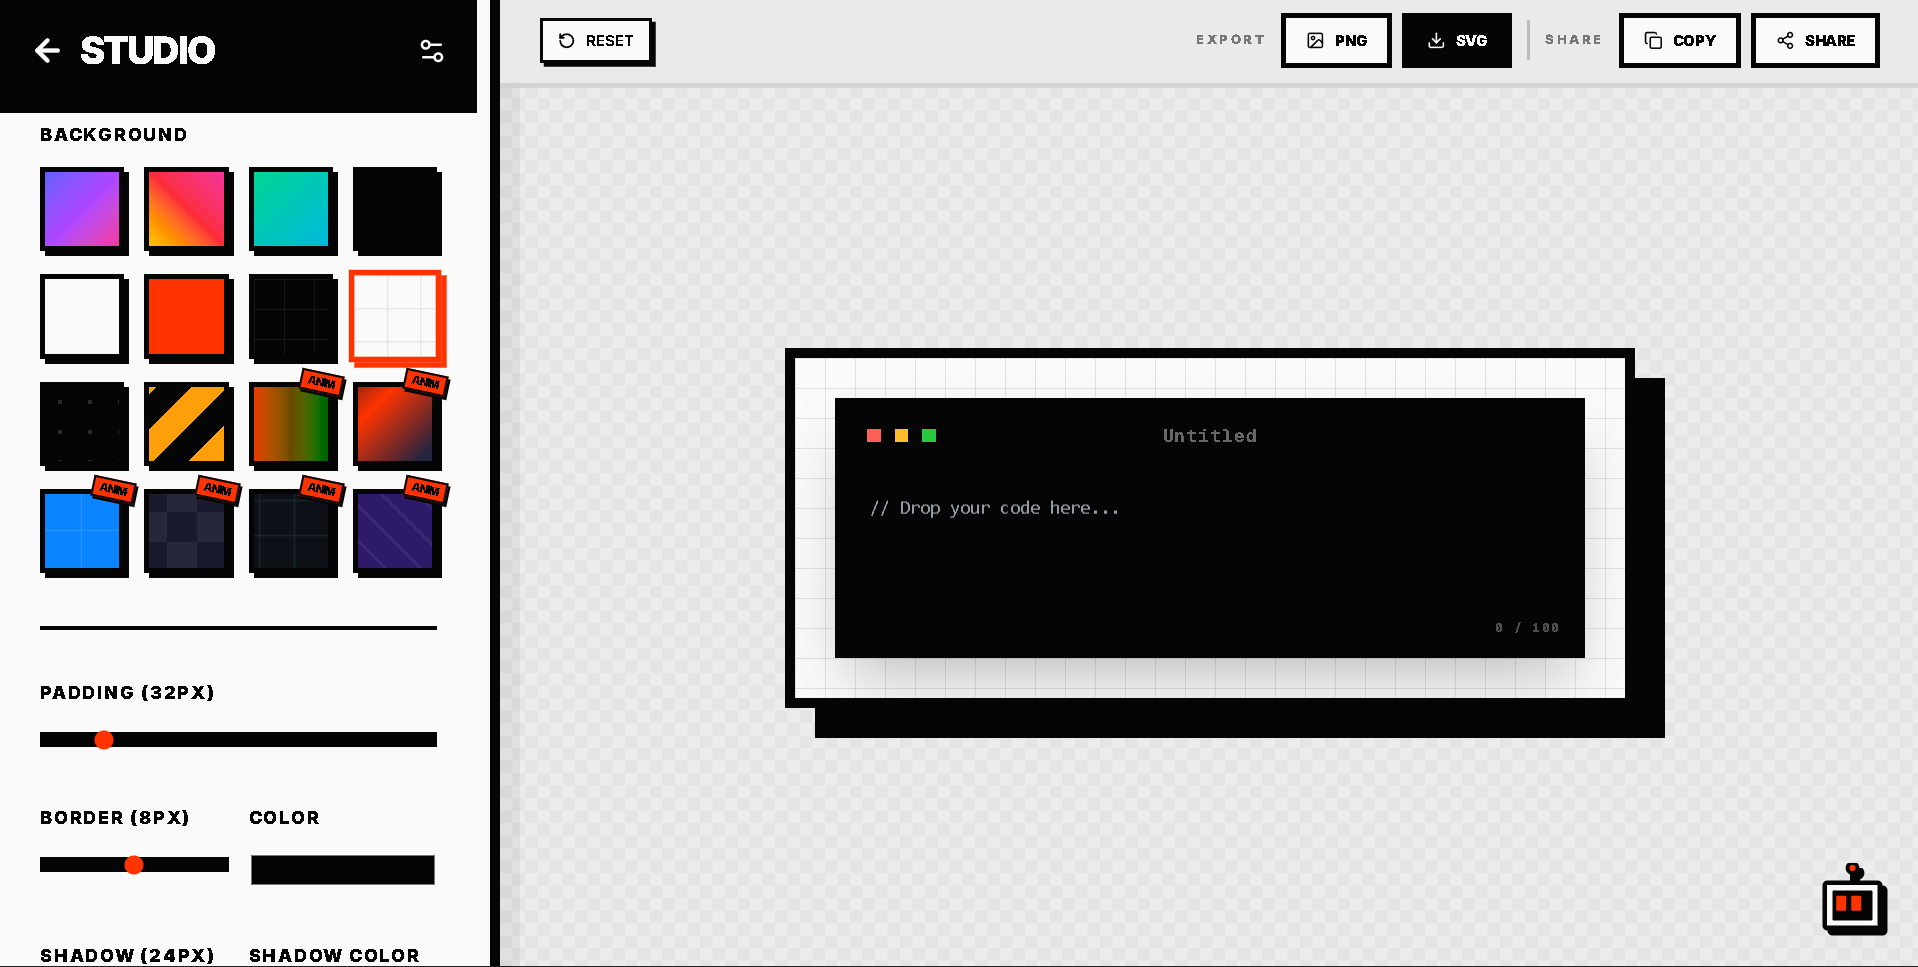 STUDIO
RESET
EXPORT
PNG
SVG
SHARE
COPY
SHARE
BACKGROUND
ANIM
ANIM
ANIM
ANIM
ANIM
ANIM
PADDING (32PX)
BORDER (8PX)
COLOR
SHADOW (24PX)
SHADOW COLOR
Untitled
// Drop your code here...
0 / 100